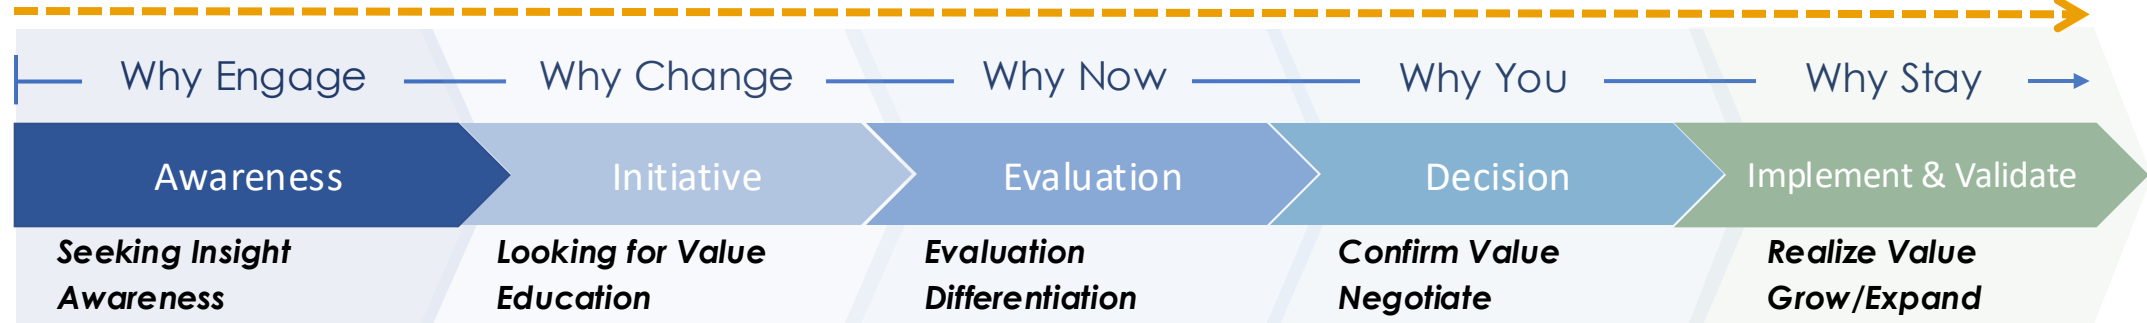 Why Engage
Why Change
Why Now
Why You
Why Stay
Awareness
Initiative
Evaluation
Decision
Implement & Validate
Seeking Insight
Awareness
Looking for Value
Education
Evaluation
Differentiation
Confirm Value
Negotiate
Realize Value
Grow/Expand